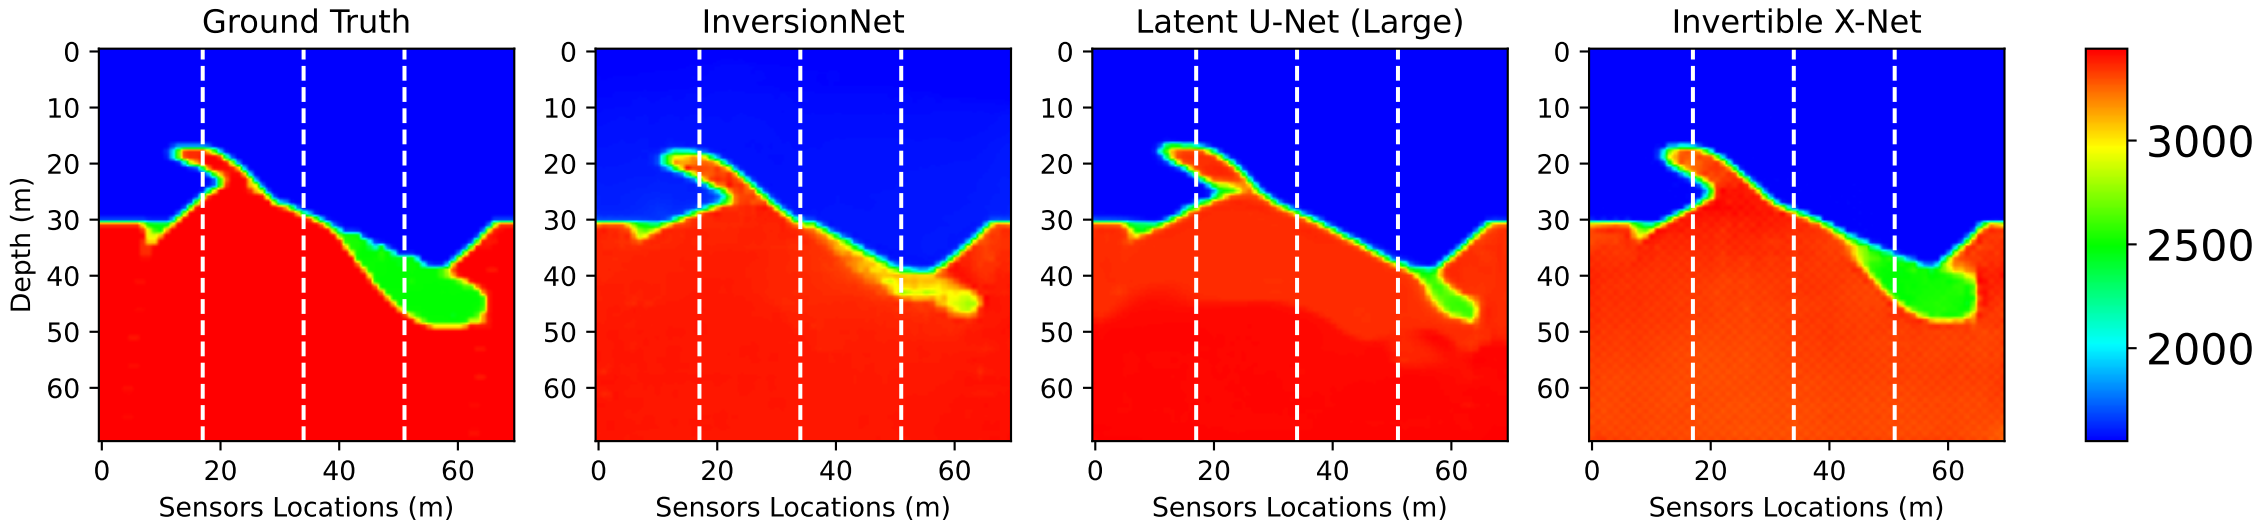 Ground Truth InversionNet Latent U-Net (Large) Invertible X-Net
0 0 0 0
10 10 10 10
3000
20 20 20 20
Depth (m)
30 30 30 30
2500
40 40 40 40
50 50 50 50
2000
60 60 60 60
0 20 40 60 0 20 40 60 0 20 40 60 0 20 40 60
Sensors Locations (m) Sensors Locations (m) Sensors Locations (m) Sensors Locations (m)